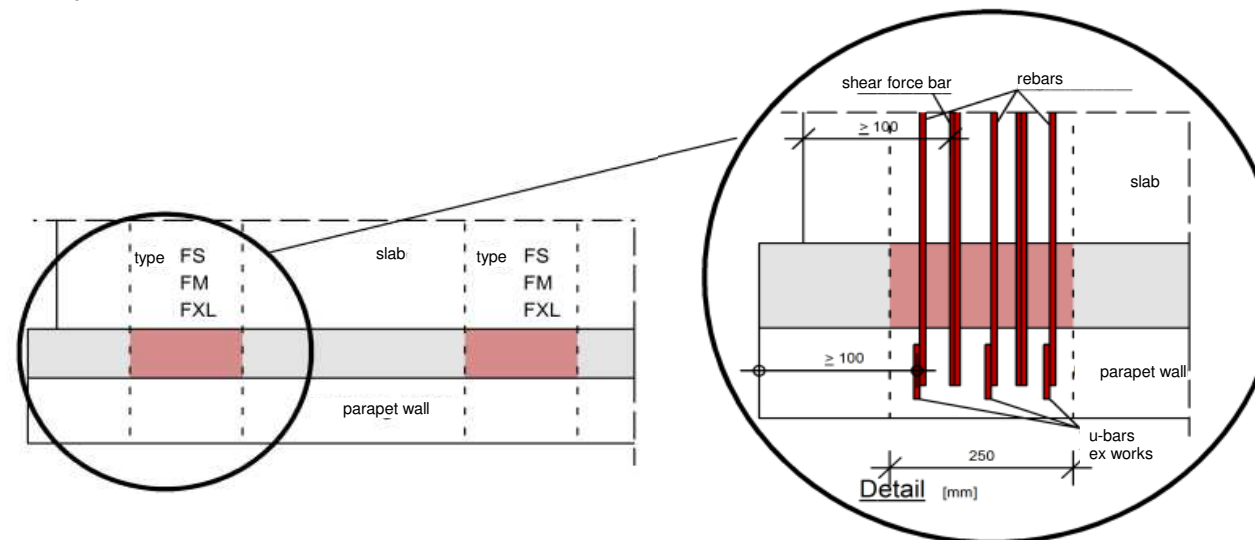 type FS
FM
FXL
slab
type FS
FM
FXL
parapet wall
shear force bar
rebars
≥ 100
slab
≥ 100
parapet wall
u-bars
ex works
250
Detail [mm]